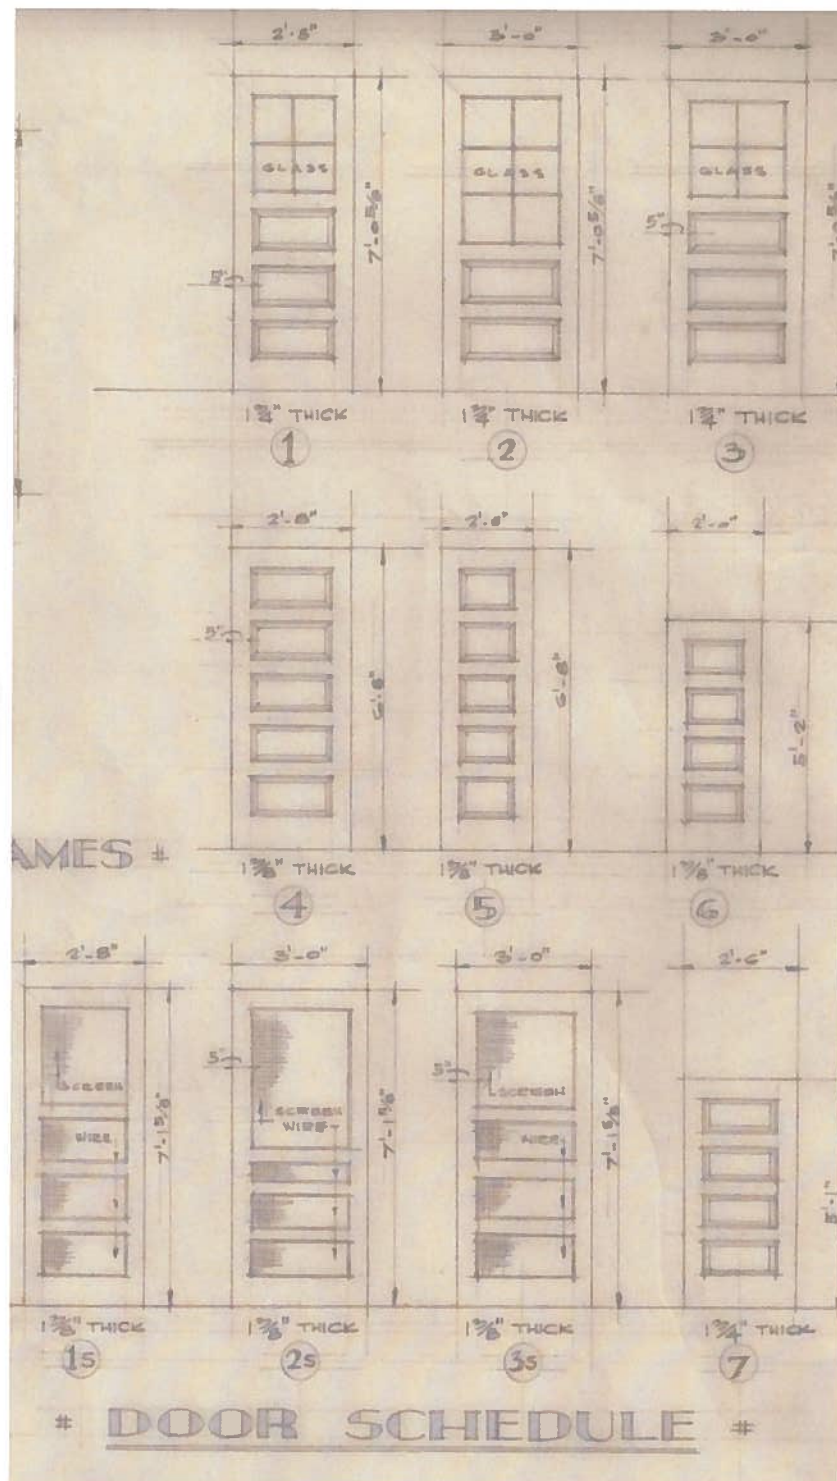 2'-8" 3'-0" 3'-0"
GLASS GLASS GLASS
5" 5"
7'-0 5/8" 7'-0 5/8"
1 3/4" THICK 1 3/4" THICK 1 3/4" THICK
1 2 3
2'-8" 2'-0"
5"
6'-8" 6'-8" 5'-2"
AMES #
1 3/8" THICK 1 3/8" THICK 1 3/8" THICK
4 5 6
2'-8" 3'-0" 3'-0" 2'-6"
5" 5"
SCREEN SCREEN SCREEN
WIRE WIRE WIRE
7'-1 5/8" 7'-1 5/8" 7'-1 5/8" 5'-1"
1 3/8" THICK 1 3/8" THICK 1 3/8" THICK 1 3/4" THICK
1S 2S 3S 7
# DOOR SCHEDULE #